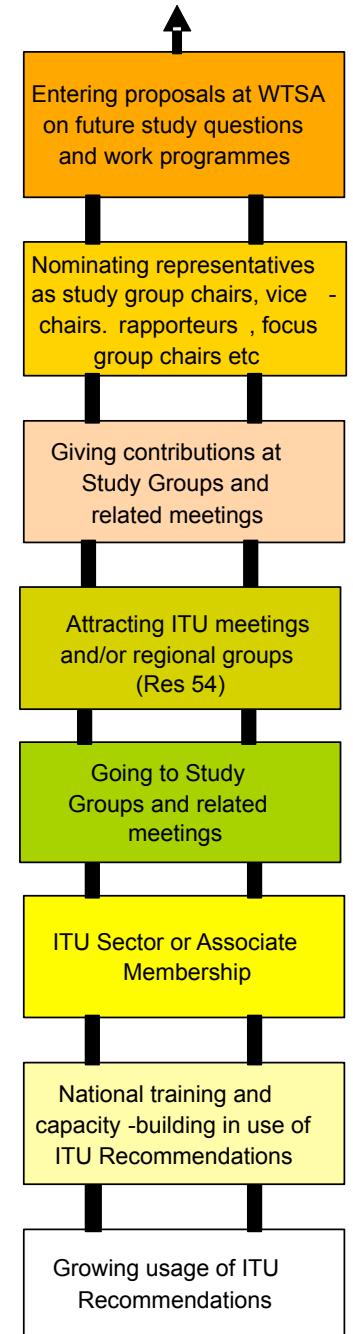 Entering proposals at WTSA
on future study questions
and work programmes
Nominating representatives
as study group chairs, vice -
chairs. rapporteurs , focus
group chairs etc
Giving contributions at
Study Groups and
related meetings
Attracting ITU meetings
and/or regional groups
(Res 54)
Going to Study
Groups and related
meetings
ITU Sector or Associate
Membership
National training and
capacity -building in use of
ITU Recommendations
Growing usage of ITU
Recommendations